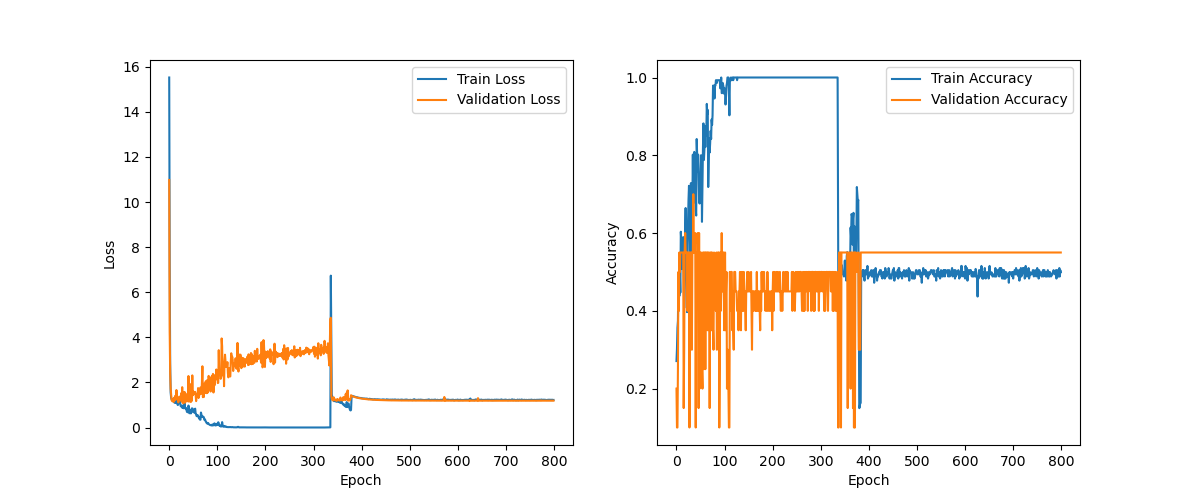 16
14
12
10
8
6
4
2
0
Loss
Train Loss
Validation Loss
0 100 200 300 400 500 600 700 800
Epoch
1.0
0.8
0.6
0.4
0.2
Accuracy
Train Accuracy
Validation Accuracy
0 100 200 300 400 500 600 700 800
Epoch